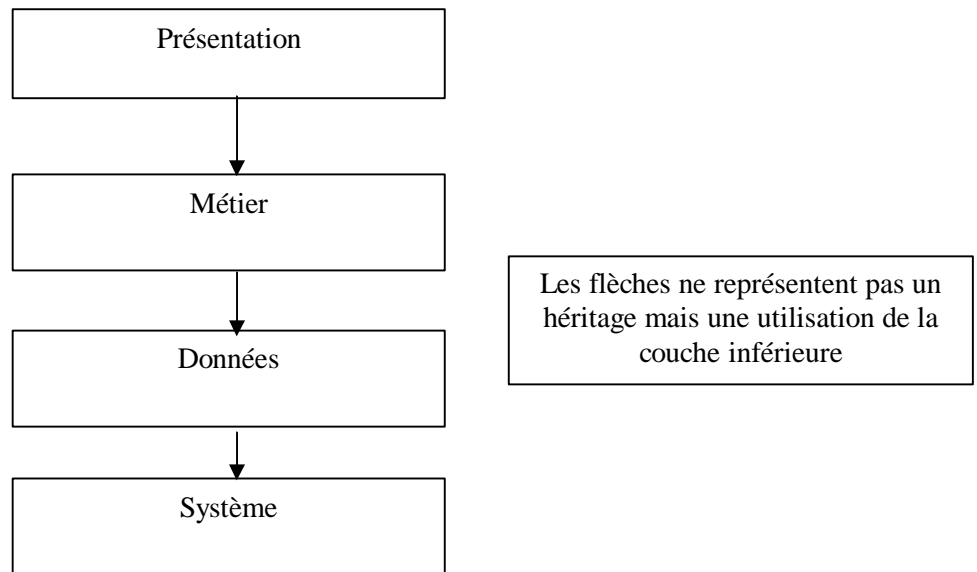 Présentation
Métier
Les flèches ne représentent pas un
héritage mais une utilisation de la
couche inférieure
Données
Système